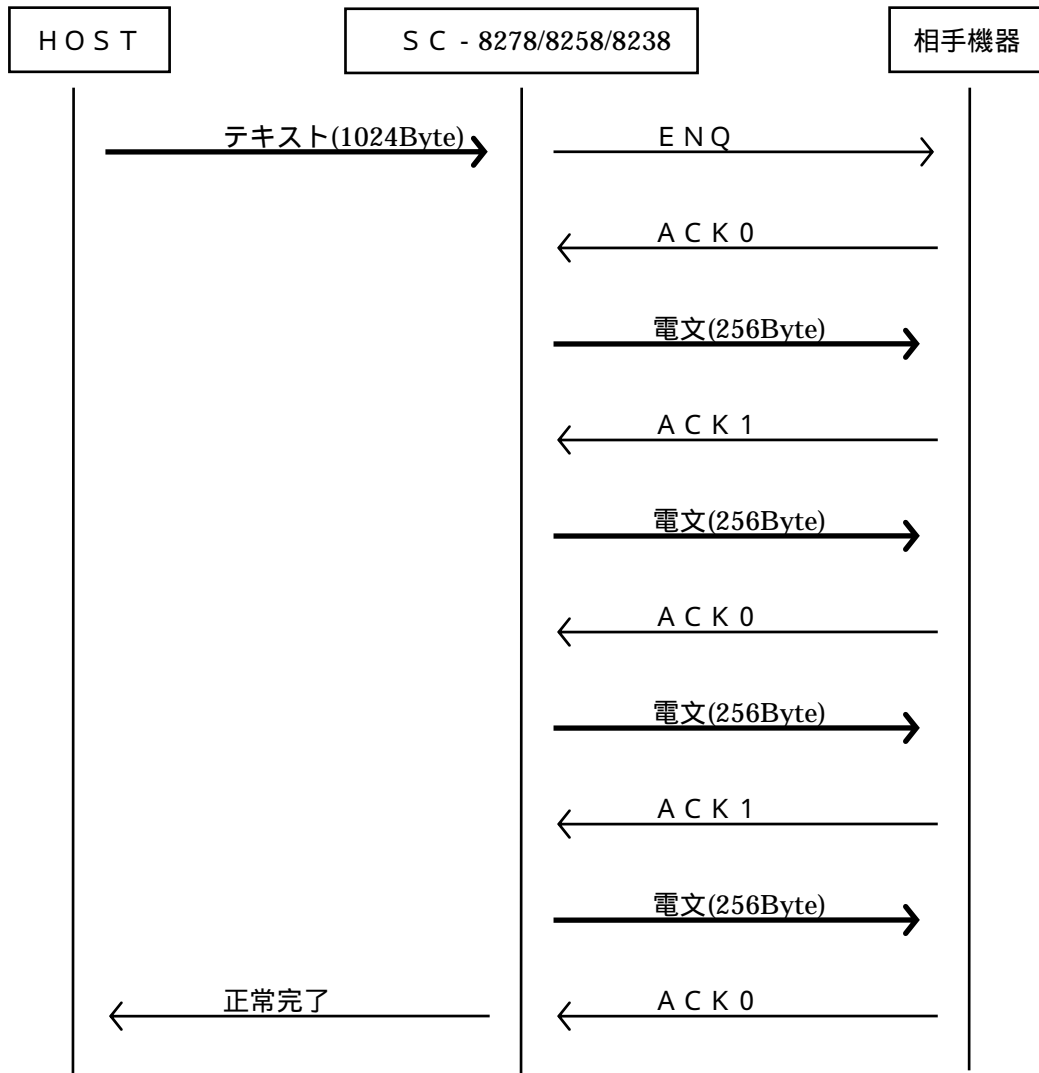 ＨＯＳＴ
ＳＣ-8278/8258/8238
相手機器
テキスト(1024Byte)
ＥＮＱ
ＡＣＫ0
電文(256Byte)
ＡＣＫ1
電文(256Byte)
ＡＣＫ0
電文(256Byte)
ＡＣＫ1
電文(256Byte)
正常完了
ＡＣＫ0